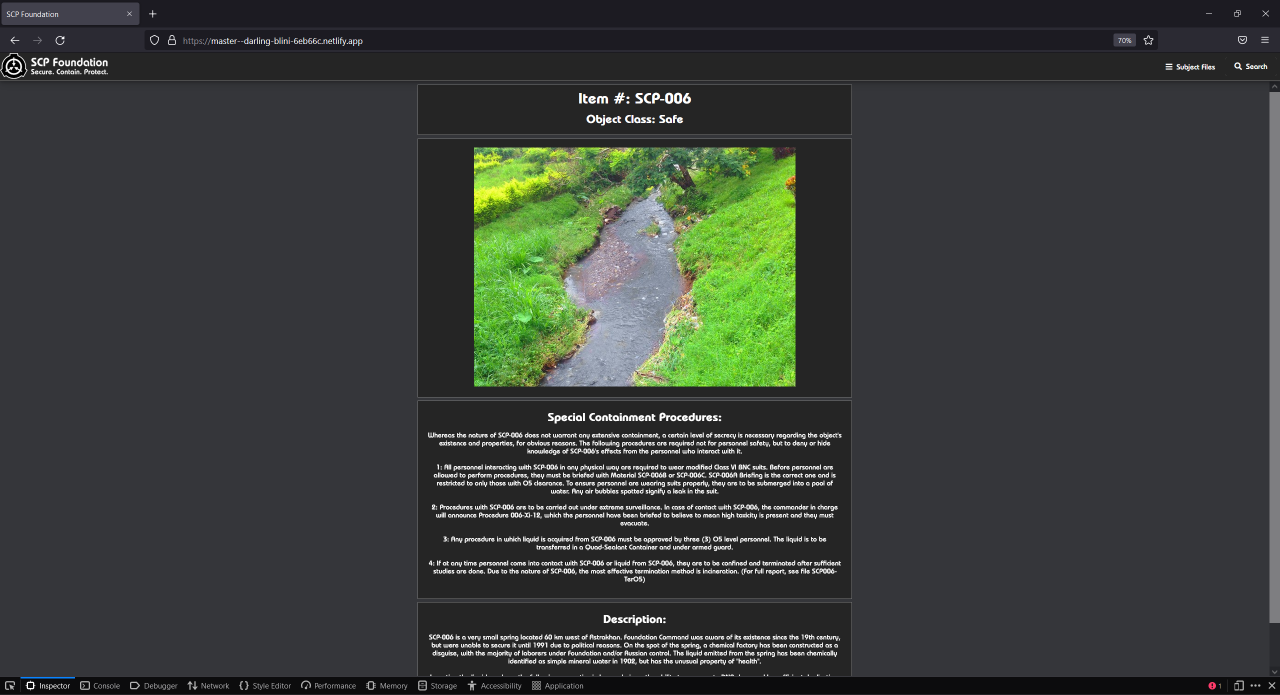 SCP Foundation
https://master--darling-blini-6eb66c.netlify.app
70%
SCP Foundation
Secure. Contain. Protect.
Subject Files
Search
Item #: SCP-006
Object Class: Safe
Special Containment Procedures:
Whereas the nature of SCP-006 does not warrant any extensive containment, a certain level of secrecy is necessary regarding the object's
existence and properties, for obvious reasons. The following procedures are required not for personnel safety, but to deny or hide
knowledge of SCP-006's effects from the personnel who interact with it.
1: All personnel interacting with SCP-006 in any physical way are required to wear modified Class VI BNC suits. Before personnel are
allowed to perform procedures, they must be briefed with Material SCP-006B or SCP-006C. SCP-006A Briefing is the correct one and is
restricted to only those with O5 clearance. To ensure personnel are wearing suits properly, they are to be submerged into a pool of
water. Any air bubbles spotted signify a leak in the suit.
2: Procedures with SCP-006 are to be carried out under extreme surveillance. In case of contact with SCP-006, the commander in charge
will announce Procedure 006-Xi-12, which the personnel have been briefed to believe to mean high toxicity is present and they must
evacuate.
3: Any procedure in which liquid is acquired from SCP-006 must be approved by three (3) O5 level personnel. The liquid is to be
transferred in a Quad-Sealant Container and under armed guard.
4: If at any time personnel come into contact with SCP-006 or liquid from SCP-006, they are to be confined and terminated after sufficient
studies are done. Due to the nature of SCP-006, the most effective termination method is incineration. (For full report, see file SCP006-
TerO5)
Description:
SCP-006 is a very small spring located 60 km west of Astrakhan. Foundation Command was aware of its existence since the 19th century,
but were unable to secure it until 1991 due to political reasons. On the spot of the spring, a chemical factory has been constructed as a
disguise, with the majority of laborers under Foundation and/or Russian control. The liquid emitted from the spring has been chemically
identified as simple mineral water in 1902, but has the unusual property of "health".
Inspector
Console
Debugger
Network
Style Editor
Performance
Memory
Storage
Accessibility
Application
1